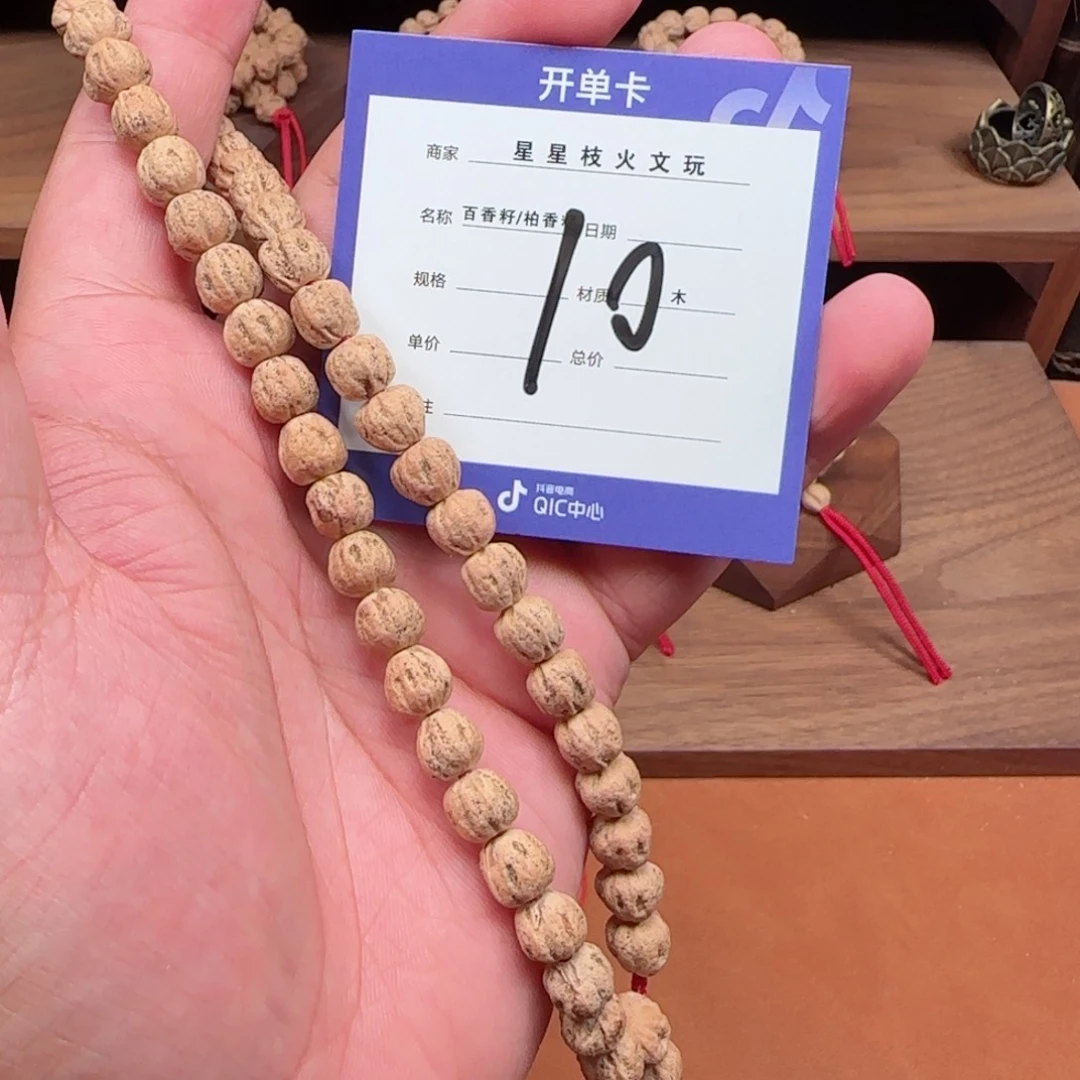 开单卡
商家 星星枝火文玩
名称 百香籽/柏香 日期
规格 材质 木
单价 总价
注
10
抖音电商
QIC中心